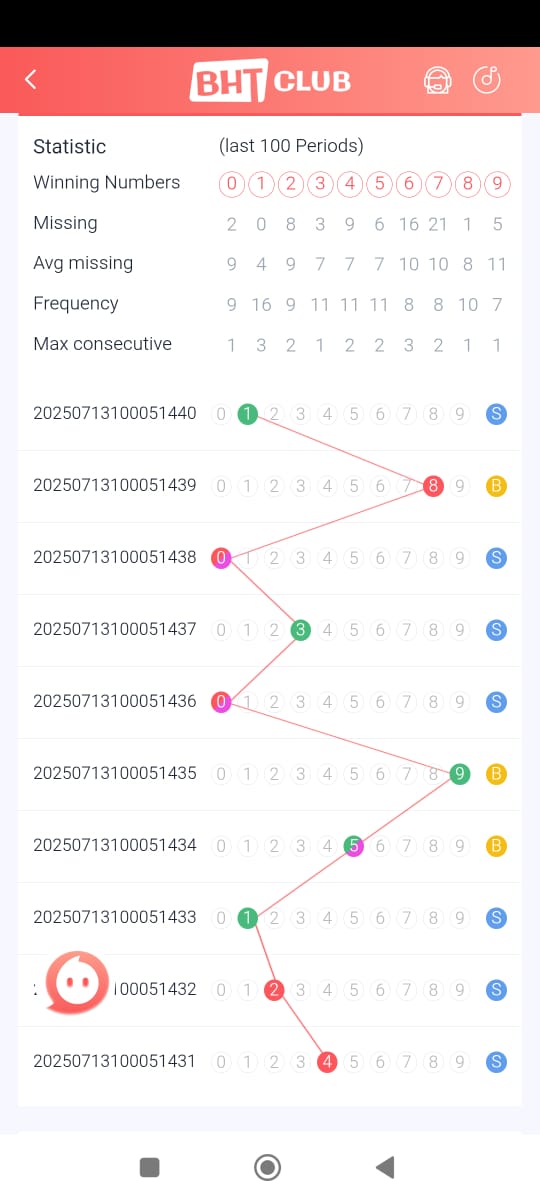 BHT CLUB
Statistic (last 100 Periods)
Winning Numbers 0 1 2 3 4 5 6 7 8 9
Missing 2 0 8 3 9 6 16 21 1 5
Avg missing 9 4 9 7 7 7 10 10 8 11
Frequency 9 16 9 11 11 11 8 8 10 7
Max consecutive 1 3 2 1 2 2 3 2 1 1
20250713100051440 0 1 2 3 4 5 6 7 8 9 S
20250713100051439 0 1 2 3 4 5 6 7 8 9 B
20250713100051438 0 1 2 3 4 5 6 7 8 9 S
20250713100051437 0 1 2 3 4 5 6 7 8 9 S
20250713100051436 0 1 2 3 4 5 6 7 8 9 S
20250713100051435 0 1 2 3 4 5 6 7 8 9 B
20250713100051434 0 1 2 3 4 5 6 7 8 9 B
20250713100051433 0 1 2 3 4 5 6 7 8 9 S
00051432 0 1 2 3 4 5 6 7 8 9 S
20250713100051431 0 1 2 3 4 5 6 7 8 9 S